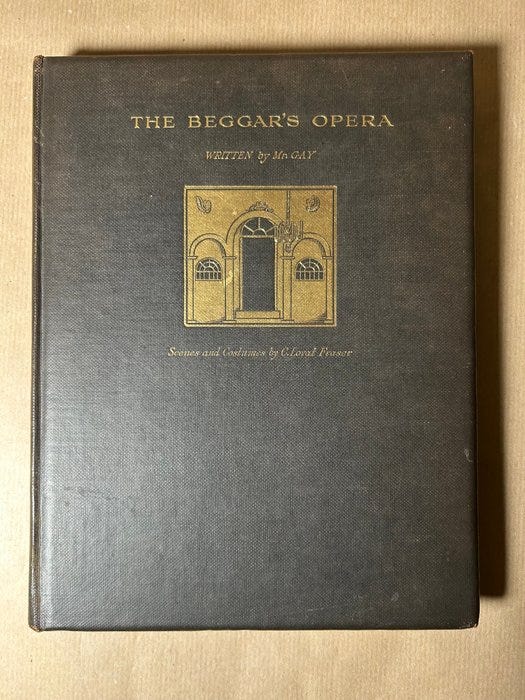 THE BEGGAR'S OPERA
WRITTEN by Mr. GAY
Scenes and Costumes by C. Lovat Fraser